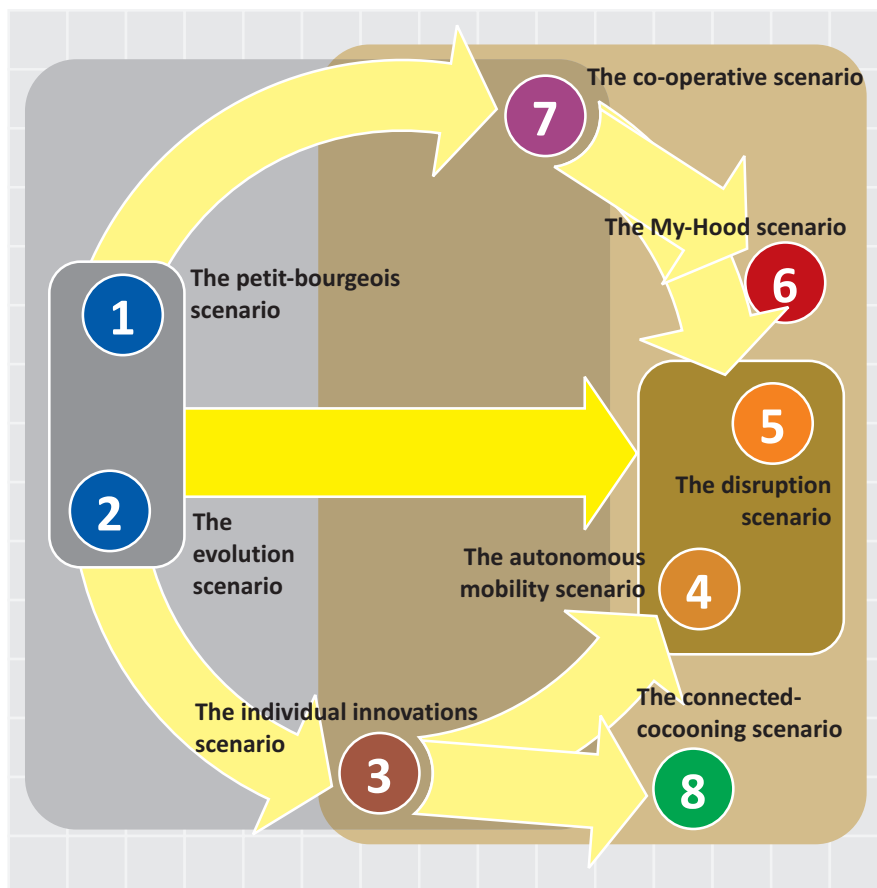 The co-operative scenario
7
The My-Hood scenario
6
The petit-bourgeois
scenario
1
5
The disruption
scenario
2
The
evolution
scenario
The autonomous
mobility scenario
4
The individual innovations
scenario
3
The connected-
cocooning scenario
8